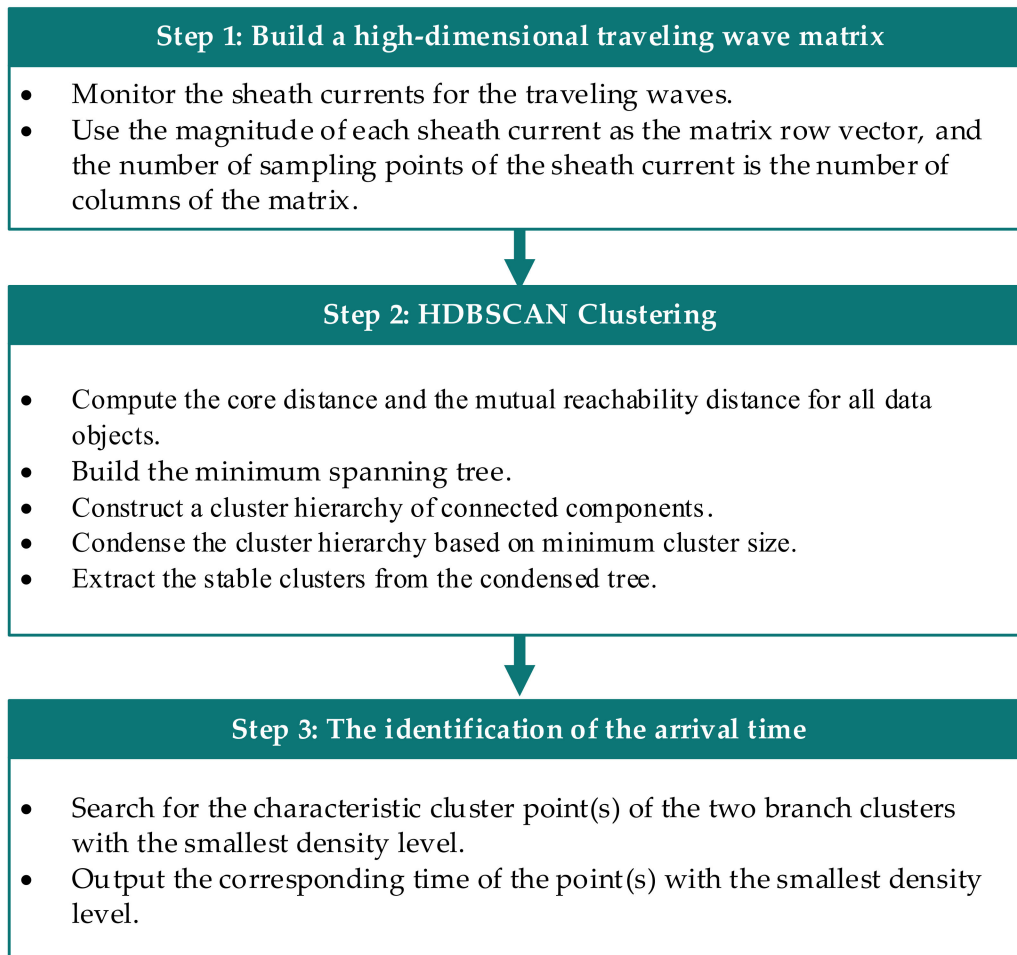 Step 1: Build a high-dimensional traveling wave matrix
• Monitor the sheath currents for the traveling waves.
• Use the magnitude of each sheath current as the matrix row vector, and
the number of sampling points of the sheath current is the number of
columns of the matrix.
Step 2: HDBSCAN Clustering
• Compute the core distance and the mutual reachability distance for all data
objects.
• Build the minimum spanning tree.
• Construct a cluster hierarchy of connected components.
• Condense the cluster hierarchy based on minimum cluster size.
• Extract the stable clusters from the condensed tree.
Step 3: The identification of the arrival time
• Search for the characteristic cluster point(s) of the two branch clusters
with the smallest density level.
• Output the corresponding time of the point(s) with the smallest density
level.